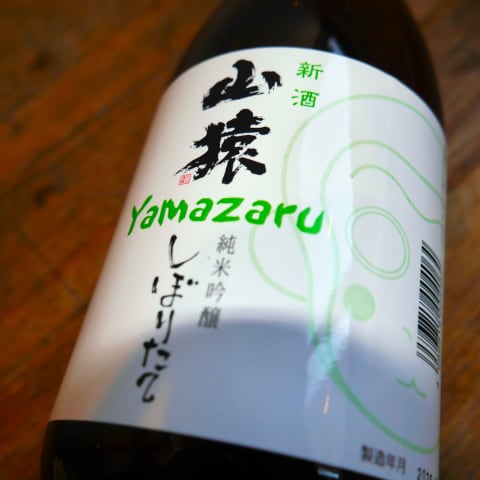 新酒
山猿
Yamazaru
純米吟醸
しぼりたて
製造年月